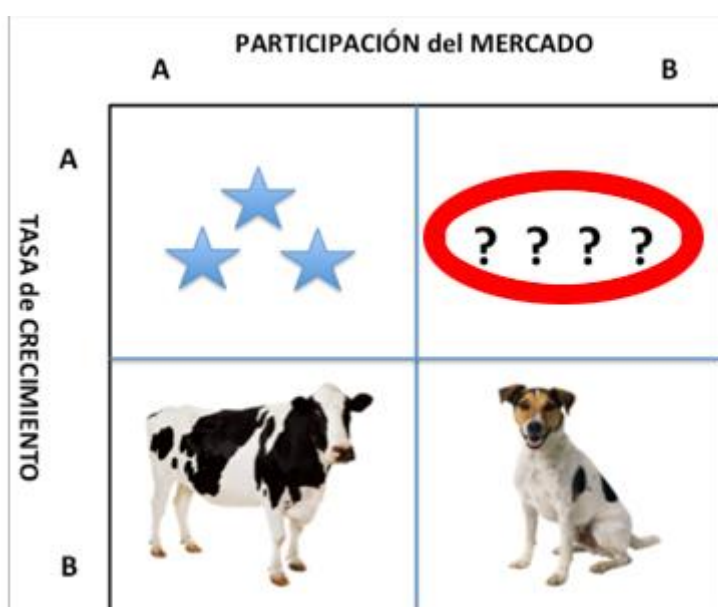 PARTICIPACIÓN del MERCADO
A B
A
TASA de CRECIMIENTO
? ? ? ?
B